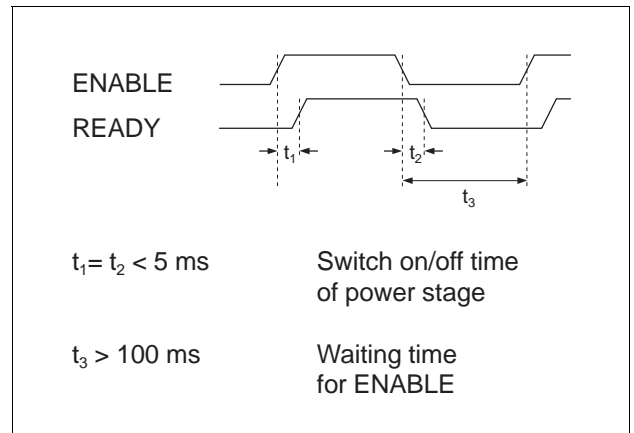 ENABLE
READY
t₁
t₂
t₃
t₁= t₂ < 5 ms
Switch on/off time
of power stage
t₃ > 100 ms
Waiting time
for ENABLE